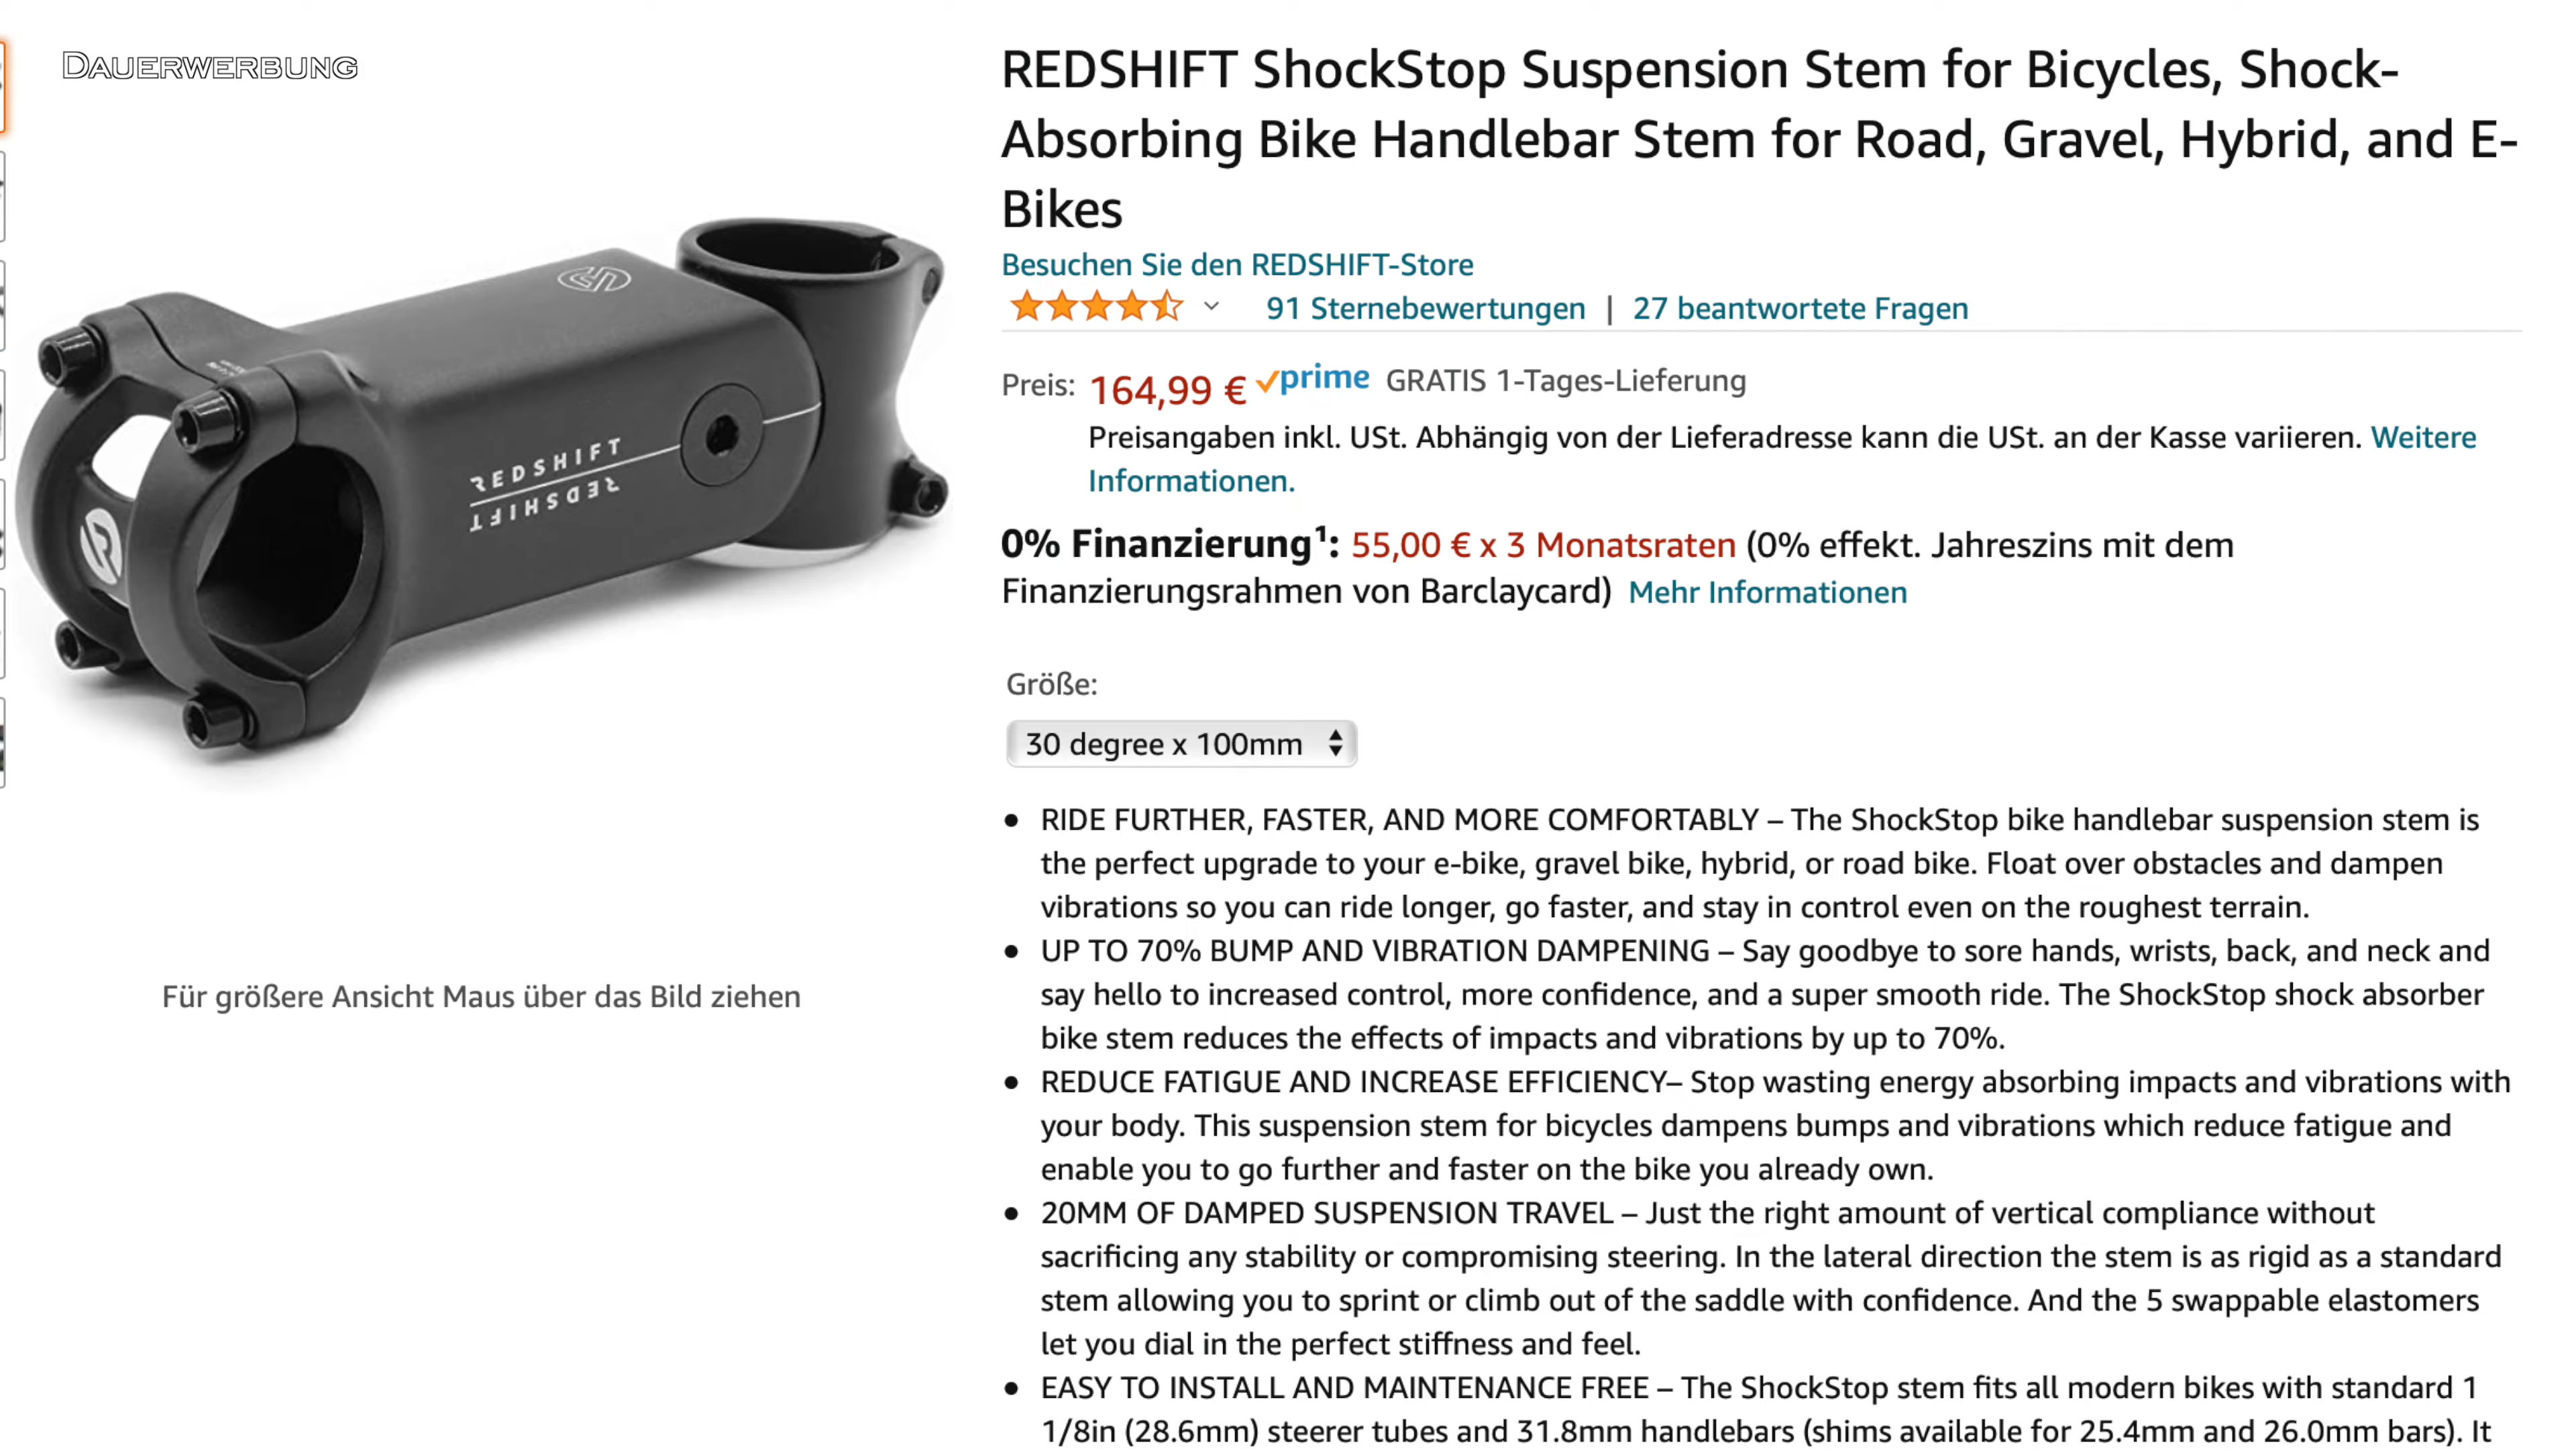 DAUERWERBUNG
REDSHIFT
REDSHIFT
Für größere Ansicht Maus über das Bild ziehen
REDSHIFT ShockStop Suspension Stem for Bicycles, Shock-
Absorbing Bike Handlebar Stem for Road, Gravel, Hybrid, and E-
Bikes
Besuchen Sie den REDSHIFT-Store
91 Sternebewertungen | 27 beantwortete Fragen
Preis: 164,99 € prime GRATIS 1-Tages-Lieferung
Preisangaben inkl. USt. Abhängig von der Lieferadresse kann die USt. an der Kasse variieren. Weitere
Informationen.
0% Finanzierung¹: 55,00 € x 3 Monatsraten (0% effekt. Jahreszins mit dem
Finanzierungsrahmen von Barclaycard) Mehr Informationen
Größe:
30 degree x 100mm
• RIDE FURTHER, FASTER, AND MORE COMFORTABLY – The ShockStop bike handlebar suspension stem is
the perfect upgrade to your e-bike, gravel bike, hybrid, or road bike. Float over obstacles and dampen
vibrations so you can ride longer, go faster, and stay in control even on the roughest terrain.
• UP TO 70% BUMP AND VIBRATION DAMPENING – Say goodbye to sore hands, wrists, back, and neck and
say hello to increased control, more confidence, and a super smooth ride. The ShockStop shock absorber
bike stem reduces the effects of impacts and vibrations by up to 70%.
• REDUCE FATIGUE AND INCREASE EFFICIENCY– Stop wasting energy absorbing impacts and vibrations with
your body. This suspension stem for bicycles dampens bumps and vibrations which reduce fatigue and
enable you to go further and faster on the bike you already own.
• 20MM OF DAMPED SUSPENSION TRAVEL – Just the right amount of vertical compliance without
sacrificing any stability or compromising steering. In the lateral direction the stem is as rigid as a standard
stem allowing you to sprint or climb out of the saddle with confidence. And the 5 swappable elastomers
let you dial in the perfect stiffness and feel.
• EASY TO INSTALL AND MAINTENANCE FREE – The ShockStop stem fits all modern bikes with standard 1
1/8in (28.6mm) steerer tubes and 31.8mm handlebars (shims available for 25.4mm and 26.0mm bars). It